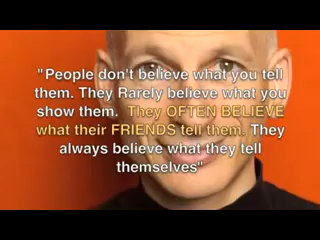 "People don't believe what you tell
them. They Rarely believe what you
show them.  They OFTEN BELIEVE
what their FRIENDS tell them. They
always believe what they tell
themselves"